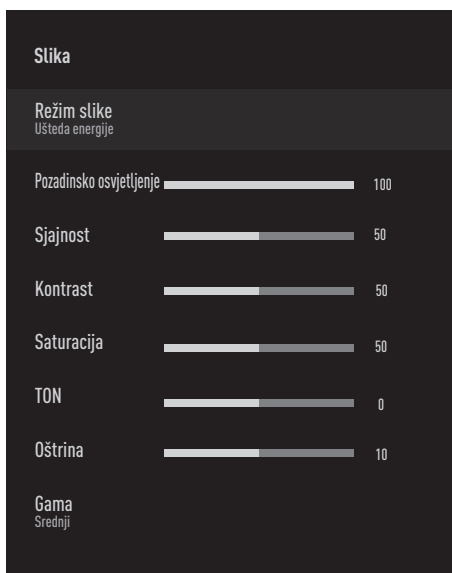 Slika
Režim slike
Ušteda energije
Pozadinsko osvjetljenje 100
Sjajnost 50
Kontrast 50
Saturacija 50
TON 0
Oštrina 10
Gama
Srednji